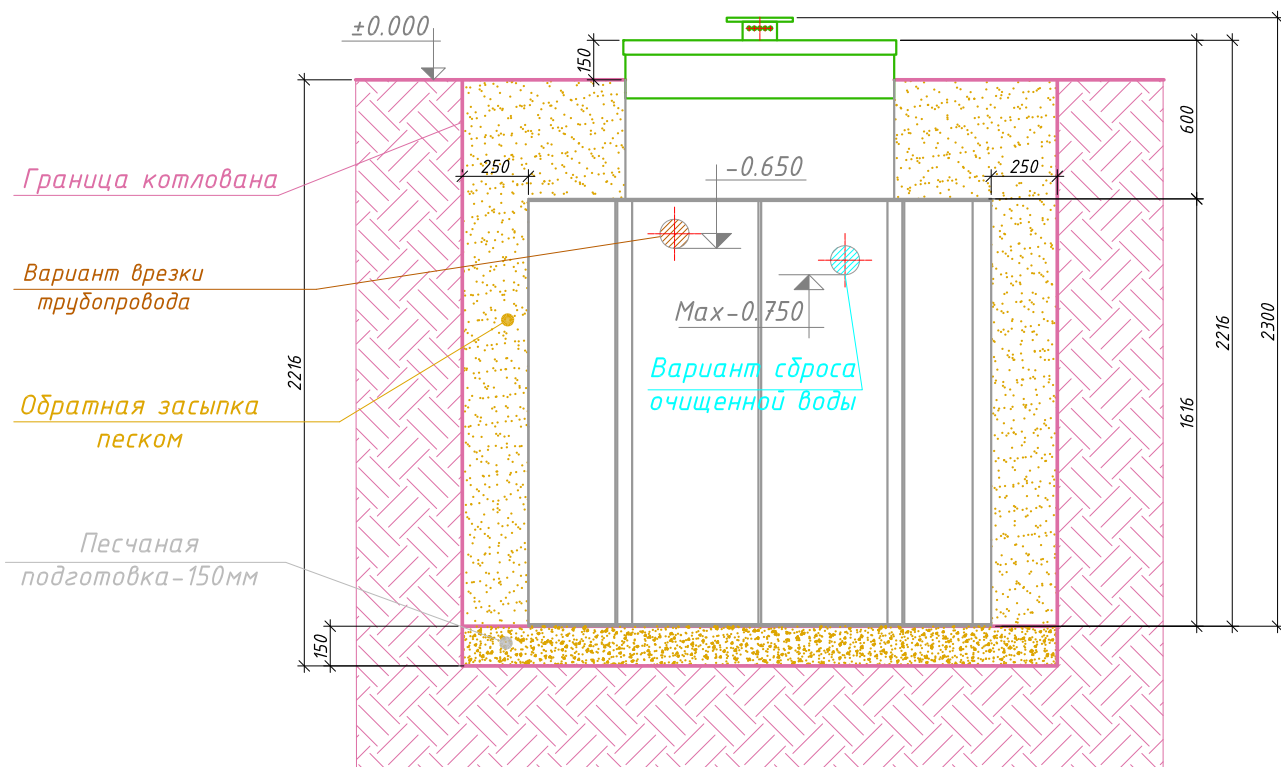 ±0.000
150
600
Граница котлована
250
-0.650
250
Вариант врезки
трубопровода
Max-0.750
2300
2216
2216
Вариант сброса
очищенной воды
1616
Обратная засыпка
песком
Песчаная
подготовка-150мм
150